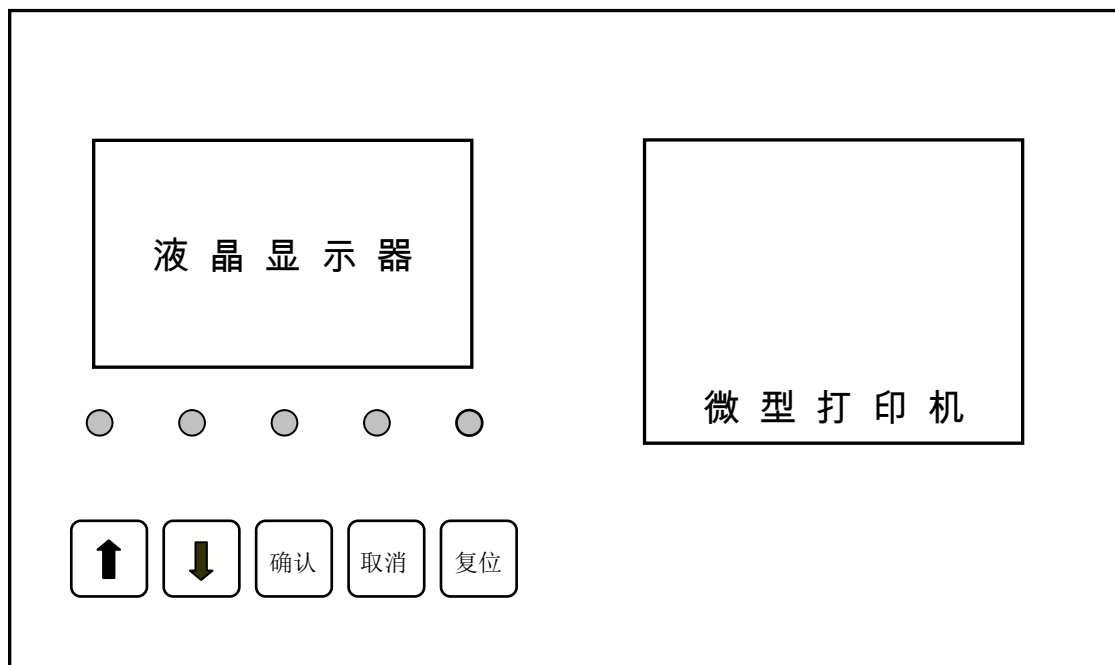 液晶显示器
微型打印机
确认 取消 复位